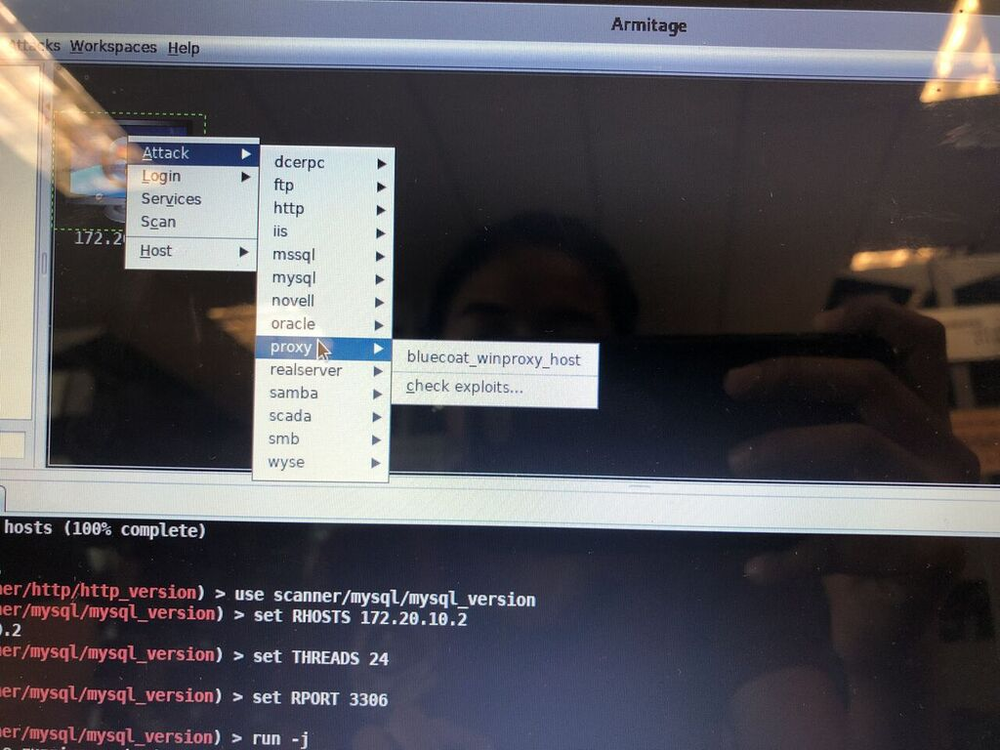 Armitage
Attacks Workspaces Help
Attack
Login
Services
Scan
Host
172.20
dcerpc
ftp
http
iis
mssql
mysql
novell
oracle
proxy
realserver
samba
scada
smb
wyse
bluecoat_winproxy_host
check exploits...
hosts (100% complete)
ner/http/http_version) > use scanner/mysql/mysql_version
ner/mysql/mysql_version) > set RHOSTS 172.20.10.2
0.2
ner/mysql/mysql_version) > set THREADS 24
ner/mysql/mysql_version) > set RPORT 3306
ner/mysql/mysql_version) > run -j